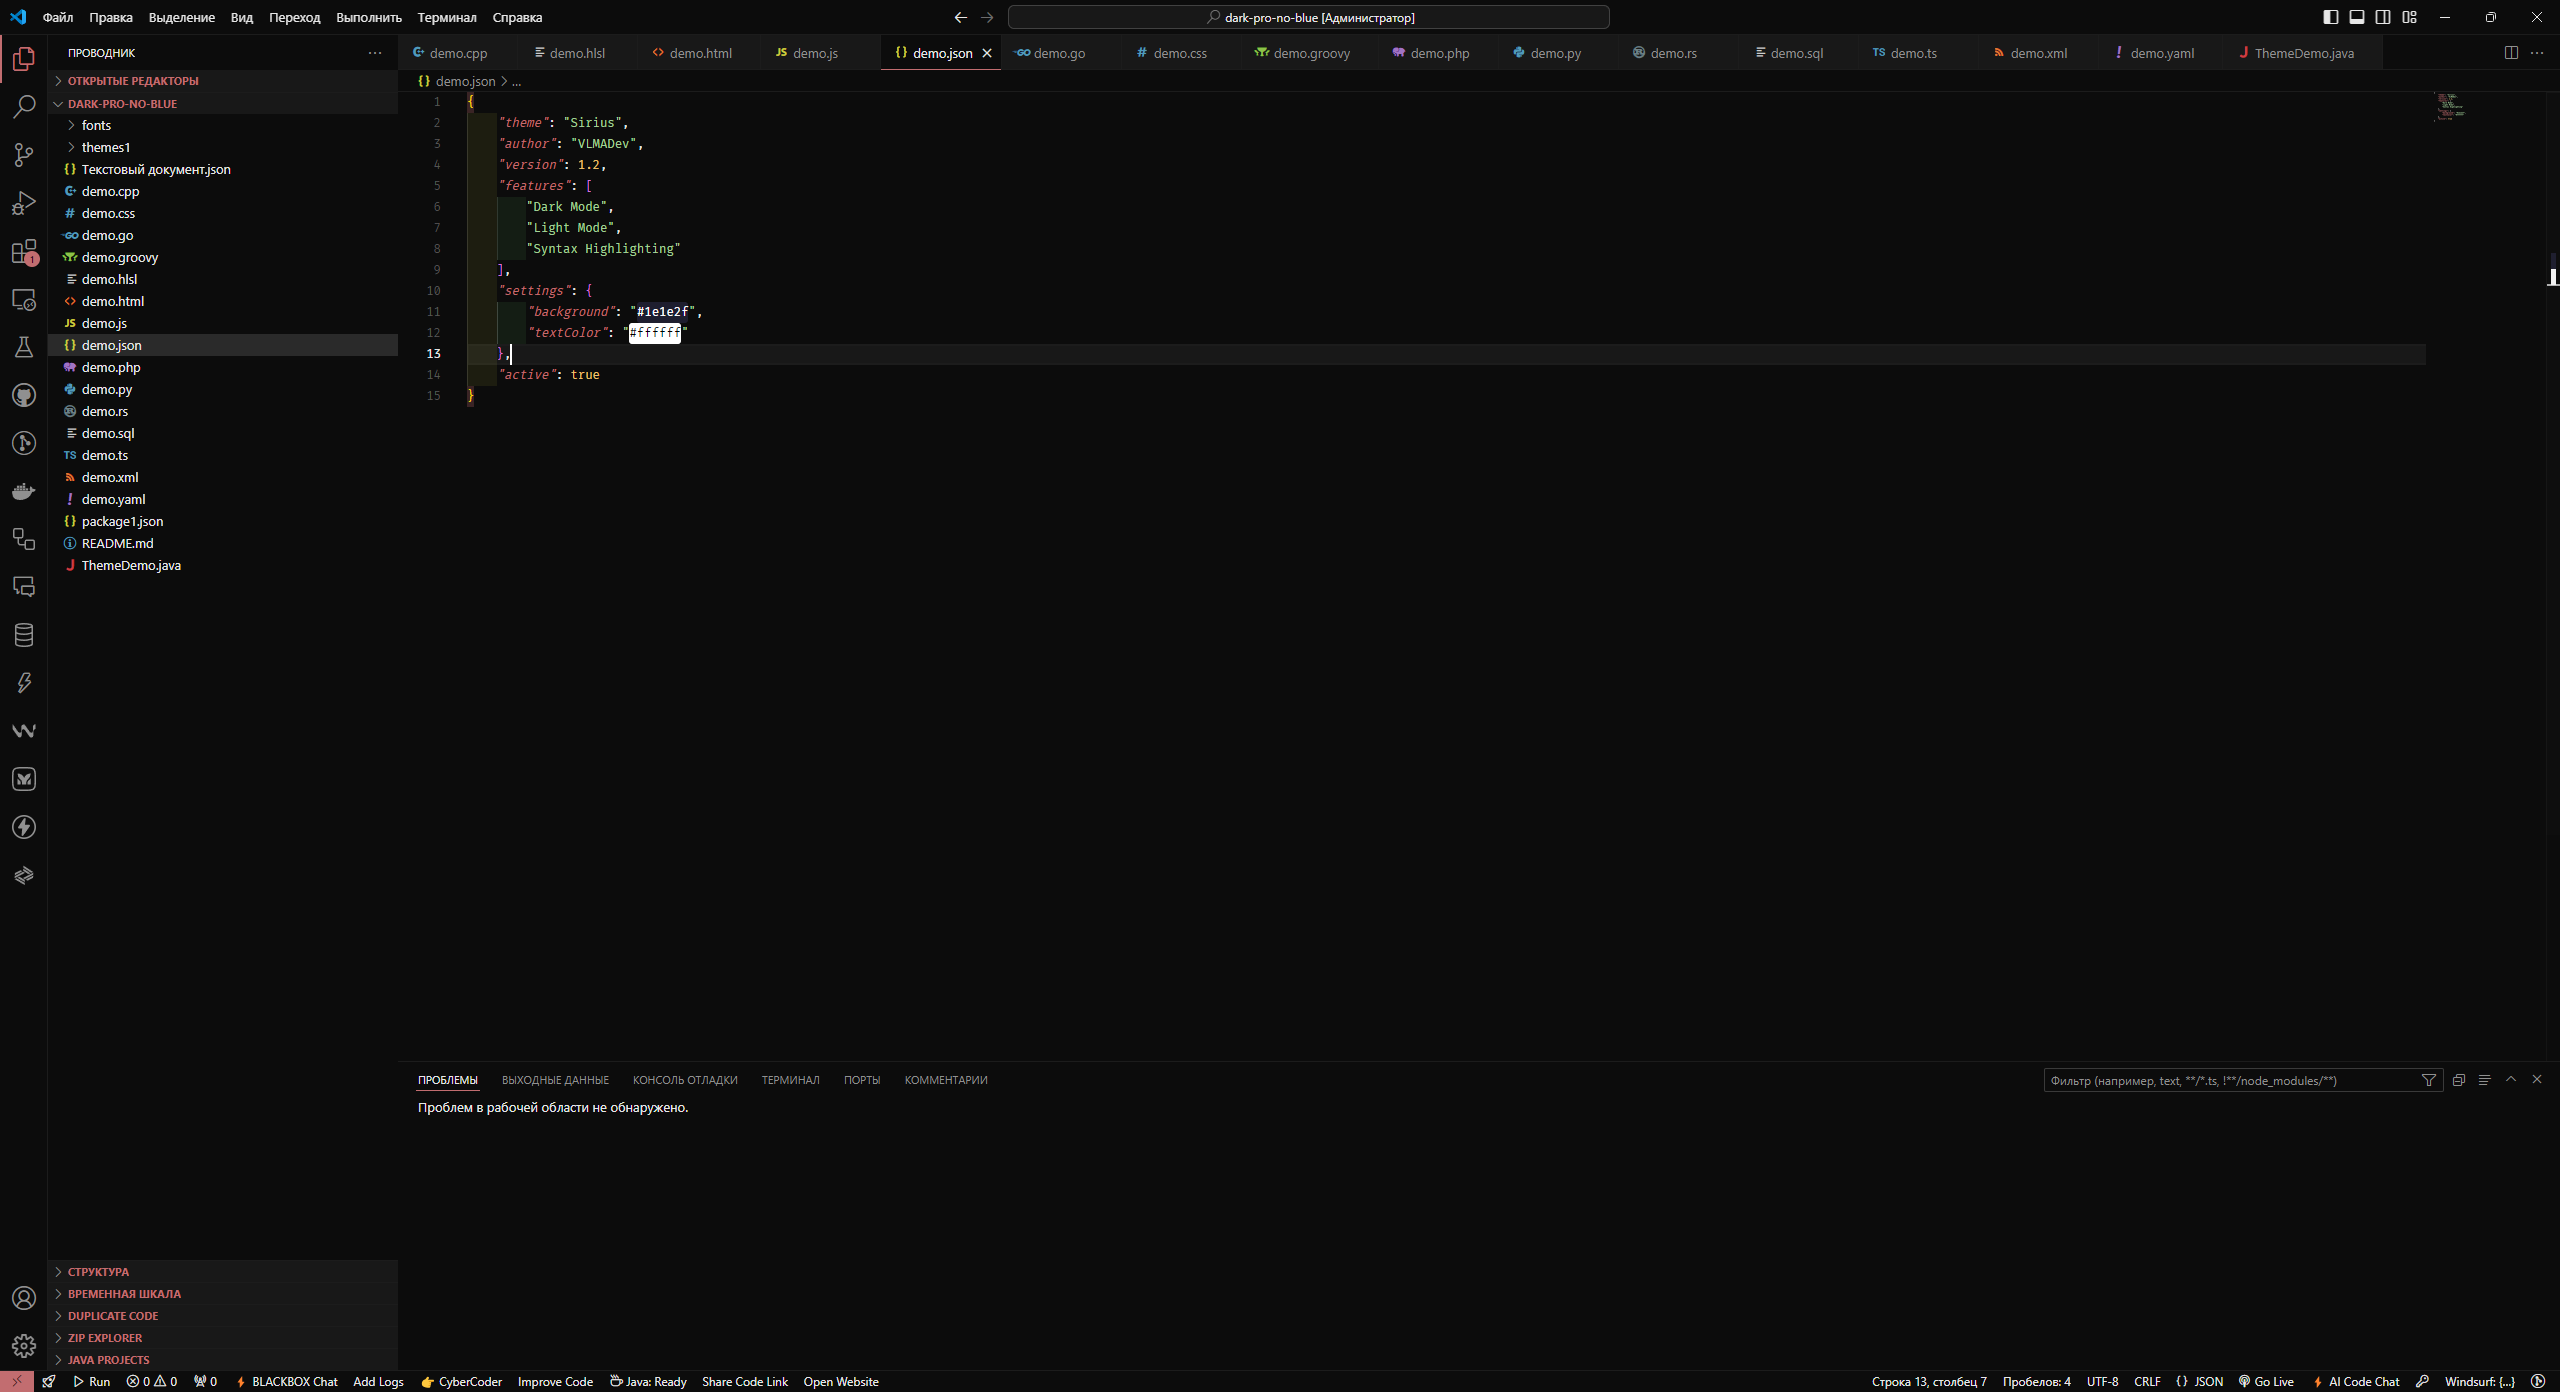 Файл Правка Выделение Вид Переход Выполнить Терминал Справка
dark-pro-no-blue [Администратор]
ПРОВОДНИК
ОТКРЫТЫЕ РЕДАКТОРЫ
DARK-PRO-NO-BLUE
fonts
themes1
Текстовый документ.json
demo.cpp
demo.css
demo.go
demo.groovy
demo.hlsl
demo.html
demo.js
demo.json
demo.php
demo.py
demo.rs
demo.sql
demo.ts
demo.xml
demo.yaml
package1.json
README.md
ThemeDemo.java
СТРУКТУРА
ВРЕМЕННАЯ ШКАЛА
DUPLICATE CODE
ZIP EXPLORER
JAVA PROJECTS
demo.cpp demo.hlsl demo.html JS demo.js demo.json demo.go demo.css demo.groovy demo.php demo.py demo.rs demo.sql TS demo.ts demo.xml demo.yaml ThemeDemo.java
{} demo.json > ...
1 {
2 "theme": "Sirius",
3 "author": "VLMADev",
4 "version": 1.2,
5 "features": [
6 "Dark Mode",
7 "Light Mode",
8 "Syntax Highlighting"
9 ],
10 "settings": {
11 "background": "#1e1e2f",
12 "textColor": "#ffffff"
13 },
14 "active": true
15 }
ПРОБЛЕМЫ ВЫХОДНЫЕ ДАННЫЕ КОНСОЛЬ ОТЛАДКИ ТЕРМИНАЛ ПОРТЫ КОММЕНТАРИИ
Фильтр (например, text, **/*.ts, !**/node_modules/**)
Проблем в рабочей области не обнаружено.
Run 0 0 0 BLACKBOX Chat Add Logs CyberCoder Improve Code Java: Ready Share Code Link Open Website
Строка 13, столбец 7 Пробелов: 4 UTF-8 CRLF {} JSON Go Live AI Code Chat Windsurf: {...}